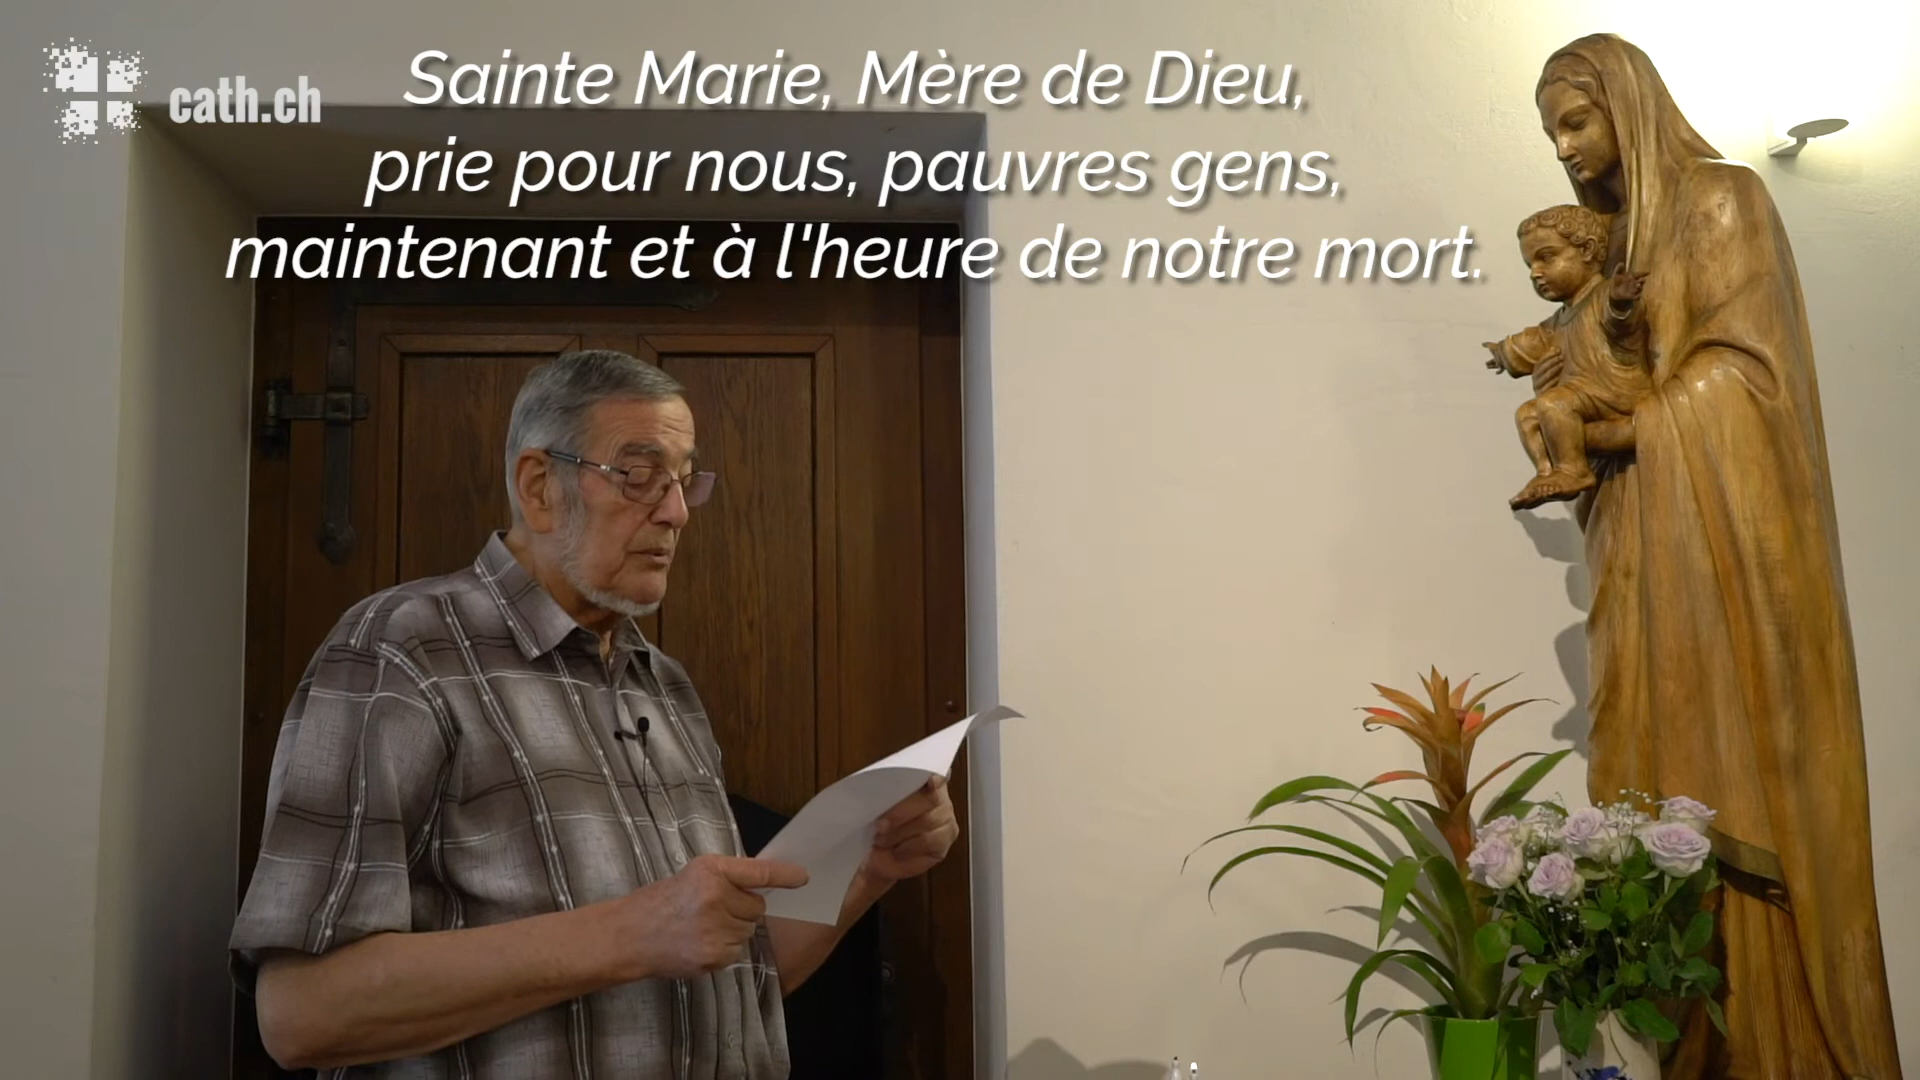 cath.ch
Sainte Marie, Mère de Dieu,
prie pour nous, pauvres gens,
maintenant et à l'heure de notre mort.